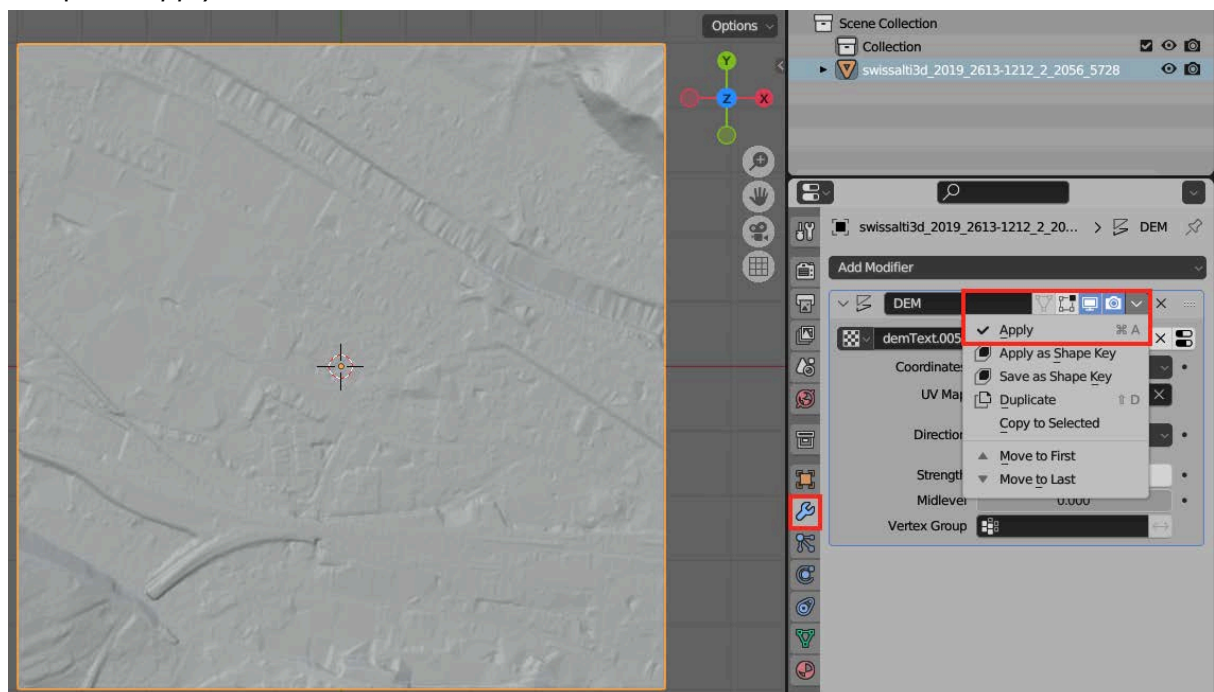 Options
Y
Z
X
Scene Collection
Collection
swissalti3d_2019_2613-1212_2_2056_5728
swissalti3d_2019_2613-1212_2_20... > DEM
Add Modifier
DEM
Apply ⌘ A
demText.005
Apply as Shape Key
Save as Shape Key
Duplicate ⇧ D
Copy to Selected
Move to First
Move to Last
Coordinates
UV Map
Direction
Strength
Midlevel 0.000
Vertex Group